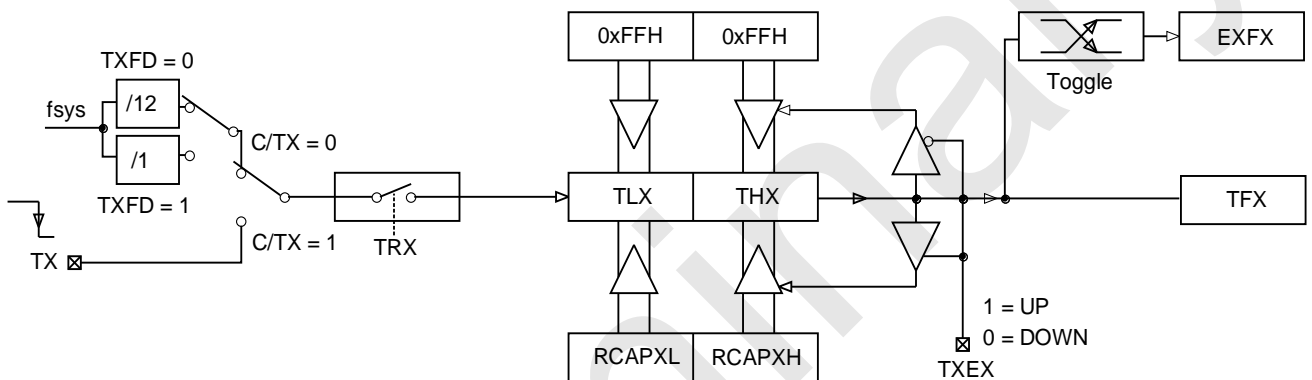 0xFFH 0xFFH
EXFX
Toggle
TXFD = 0
fsys
/12
C/TX = 0
/1
TXFD = 1
TLX THX
TFX
TRX
C/TX = 1
TX
1 = UP
0 = DOWN
TXEX
RCAPXL RCAPXH